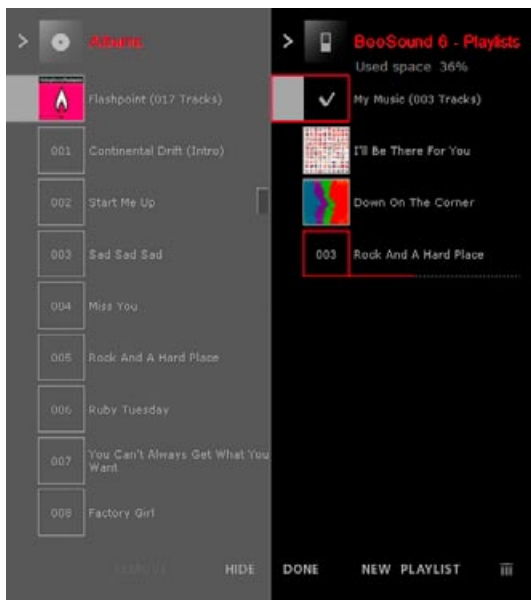 > Albums
Flashpoint (017 Tracks)
001 Continental Drift (Intro)
002 Start Me Up
003 Sad Sad Sad
004 Miss You
005 Rock And A Hard Place
006 Ruby Tuesday
007 You Can't Always Get What You
Want
008 Factory Girl
REMOVE HIDE
> BeoSound 6 - Playlists
Used space 36%
My Music (003 Tracks)
I'll Be There For You
Down On The Corner
003 Rock And A Hard Place
DONE NEW PLAYLIST